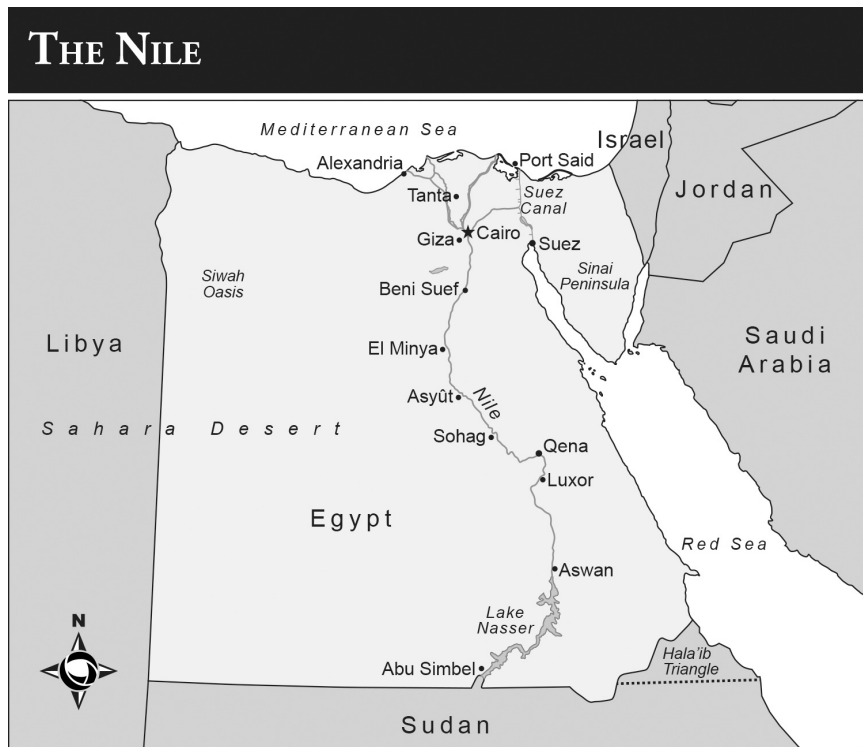 THE NILE
Mediterranean Sea
Israel
Alexandria
Port Said
Jordan
Tanta
Suez
Canal
Giza
Cairo
Suez
Siwah
Oasis
Sinai
Peninsula
Beni Suef
Libya
El Minya
Saudi
Arabia
Asyût
Nile
Sahara Desert
Sohag
Qena
Luxor
Egypt
Red Sea
Aswan
N
Lake
Nasser
Abu Simbel
Hala'ib
Triangle
Sudan